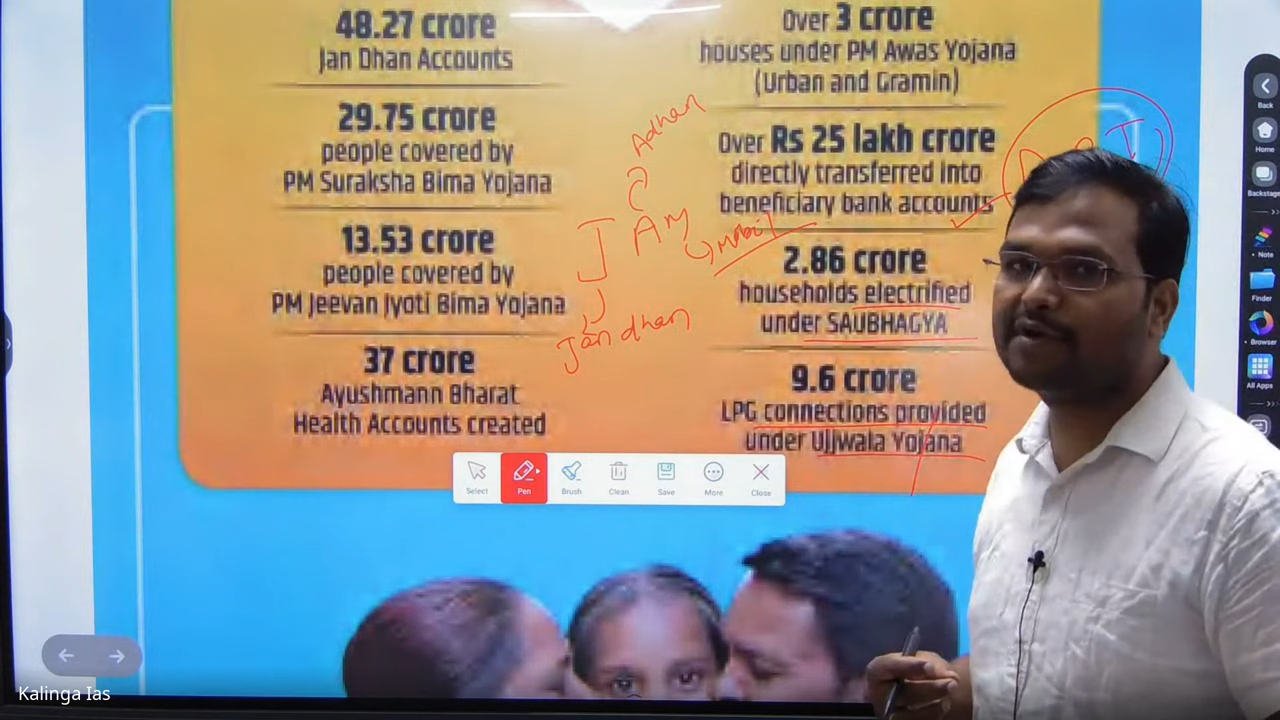 48.27 crore
Jan Dhan Accounts
29.75 crore
people covered by
PM Suraksha Bima Yojana
13.53 crore
people covered by
PM Jeevan Jyoti Bima Yojana
37 crore
Ayushmann Bharat
Health Accounts created
Over 3 crore
houses under PM Awas Yojana
(Urban and Gramin)
Over Rs 25 lakh crore
directly transferred into
beneficiary bank accounts
2.86 crore
households electrified
under SAUBHAGYA
9.6 crore
LPG connections provided
under Ujjwala Yojana
Adhar
JAM
Mobil
Jandhan
Select
Pen
Brush
Clean
Save
More
Close
Back
Home
Backstage
Note
Finder
Browser
All Apps
Kalinga Ias